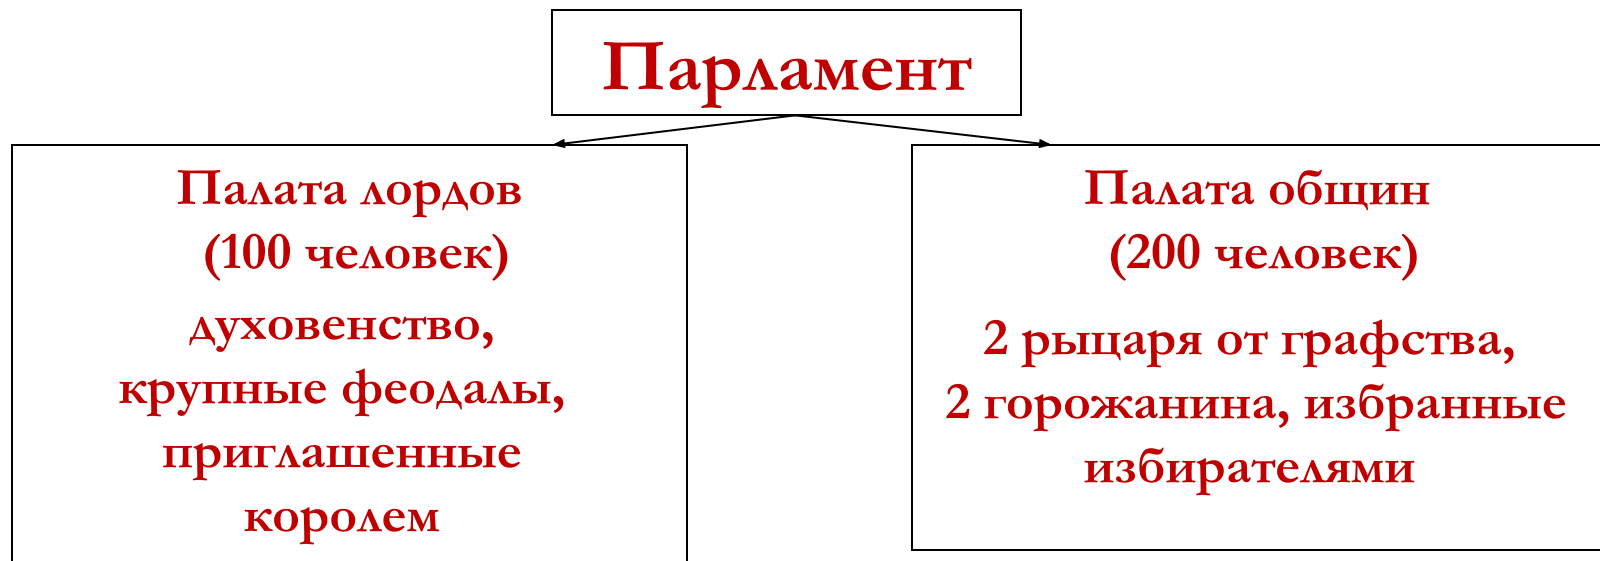 Парламент
Палата лордов
(100 человек)
духовенство,
крупные феодалы,
приглашенные
королем
Палата общин
(200 человек)
2 рыцаря от графства,
2 горожанина, избранные
избирателями